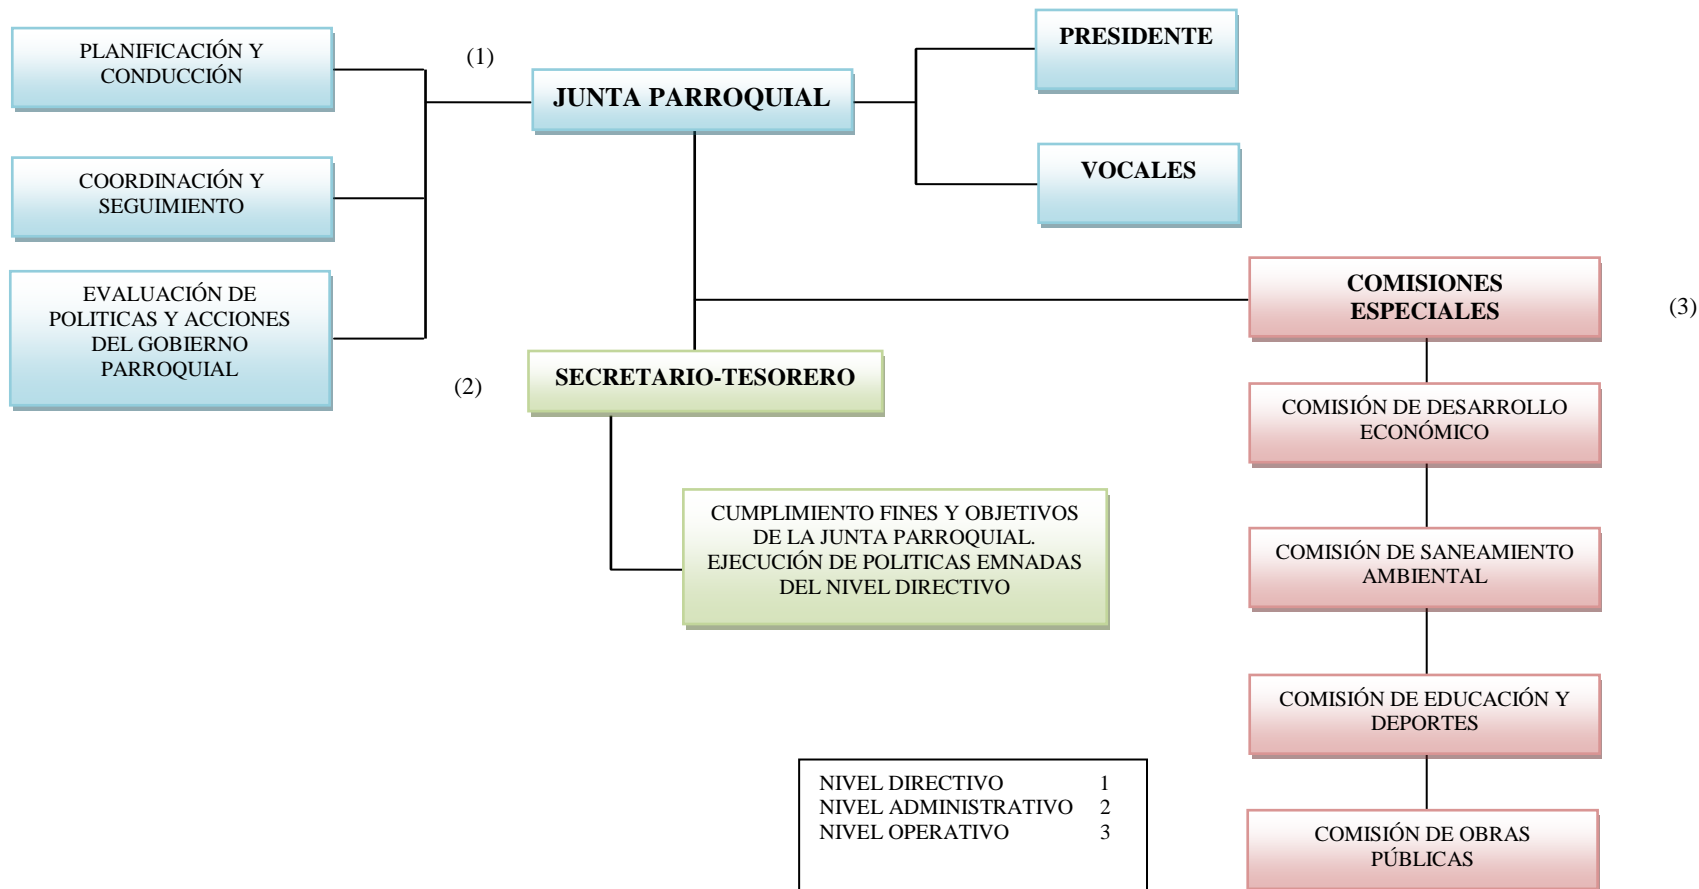 PLANIFICACIÓN Y
CONDUCCIÓN
(1)
JUNTA PARROQUIAL
PRESIDENTE
VOCALES
COORDINACIÓN Y
SEGUIMIENTO
EVALUACIÓN DE
POLITICAS Y ACCIONES
DEL GOBIERNO
PARROQUIAL
(2)
SECRETARIO-TESORERO
CUMPLIMIENTO FINES Y OBJETIVOS
DE LA JUNTA PARROQUIAL.
EJECUCIÓN DE POLITICAS EMNADAS
DEL NIVEL DIRECTIVO
COMISIONES
ESPECIALES
(3)
COMISIÓN DE DESARROLLO
ECONÓMICO
COMISIÓN DE SANEAMIENTO
AMBIENTAL
COMISIÓN DE EDUCACIÓN Y
DEPORTES
COMISIÓN DE OBRAS
PÚBLICAS
NIVEL DIRECTIVO 1
NIVEL ADMINISTRATIVO 2
NIVEL OPERATIVO 3